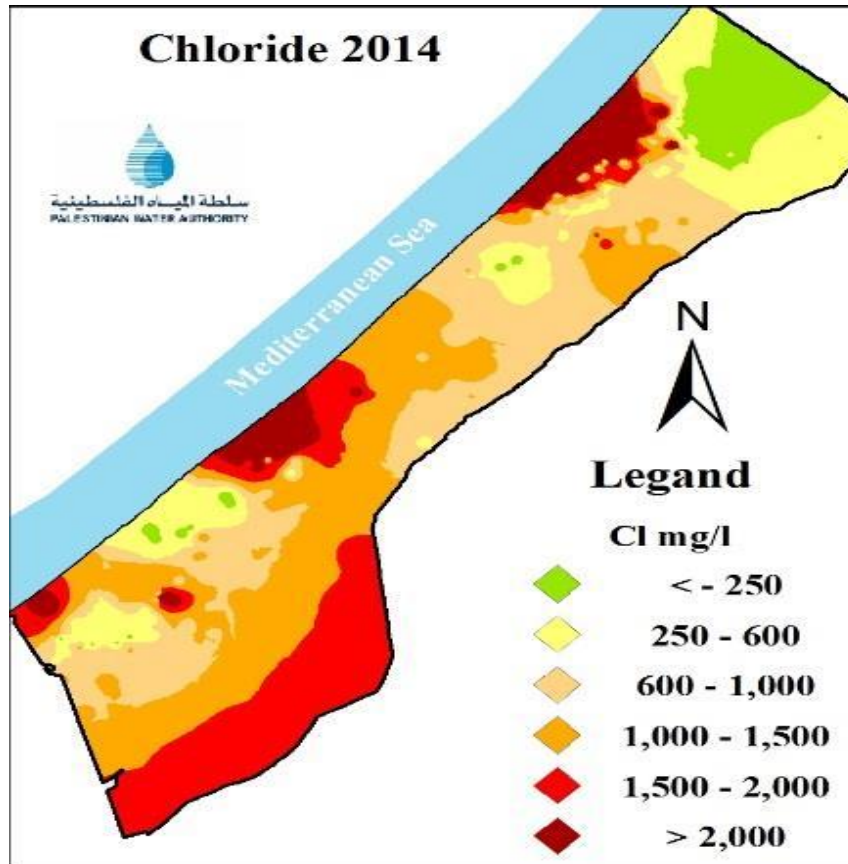 Chloride 2014
سلطة المياه الفلسطينية
PALESTINIAN WATER AUTHORITY
Mediterranean Sea
N
Legand
Cl mg/l
< - 250
250 - 600
600 - 1,000
1,000 - 1,500
1,500 - 2,000
> 2,000